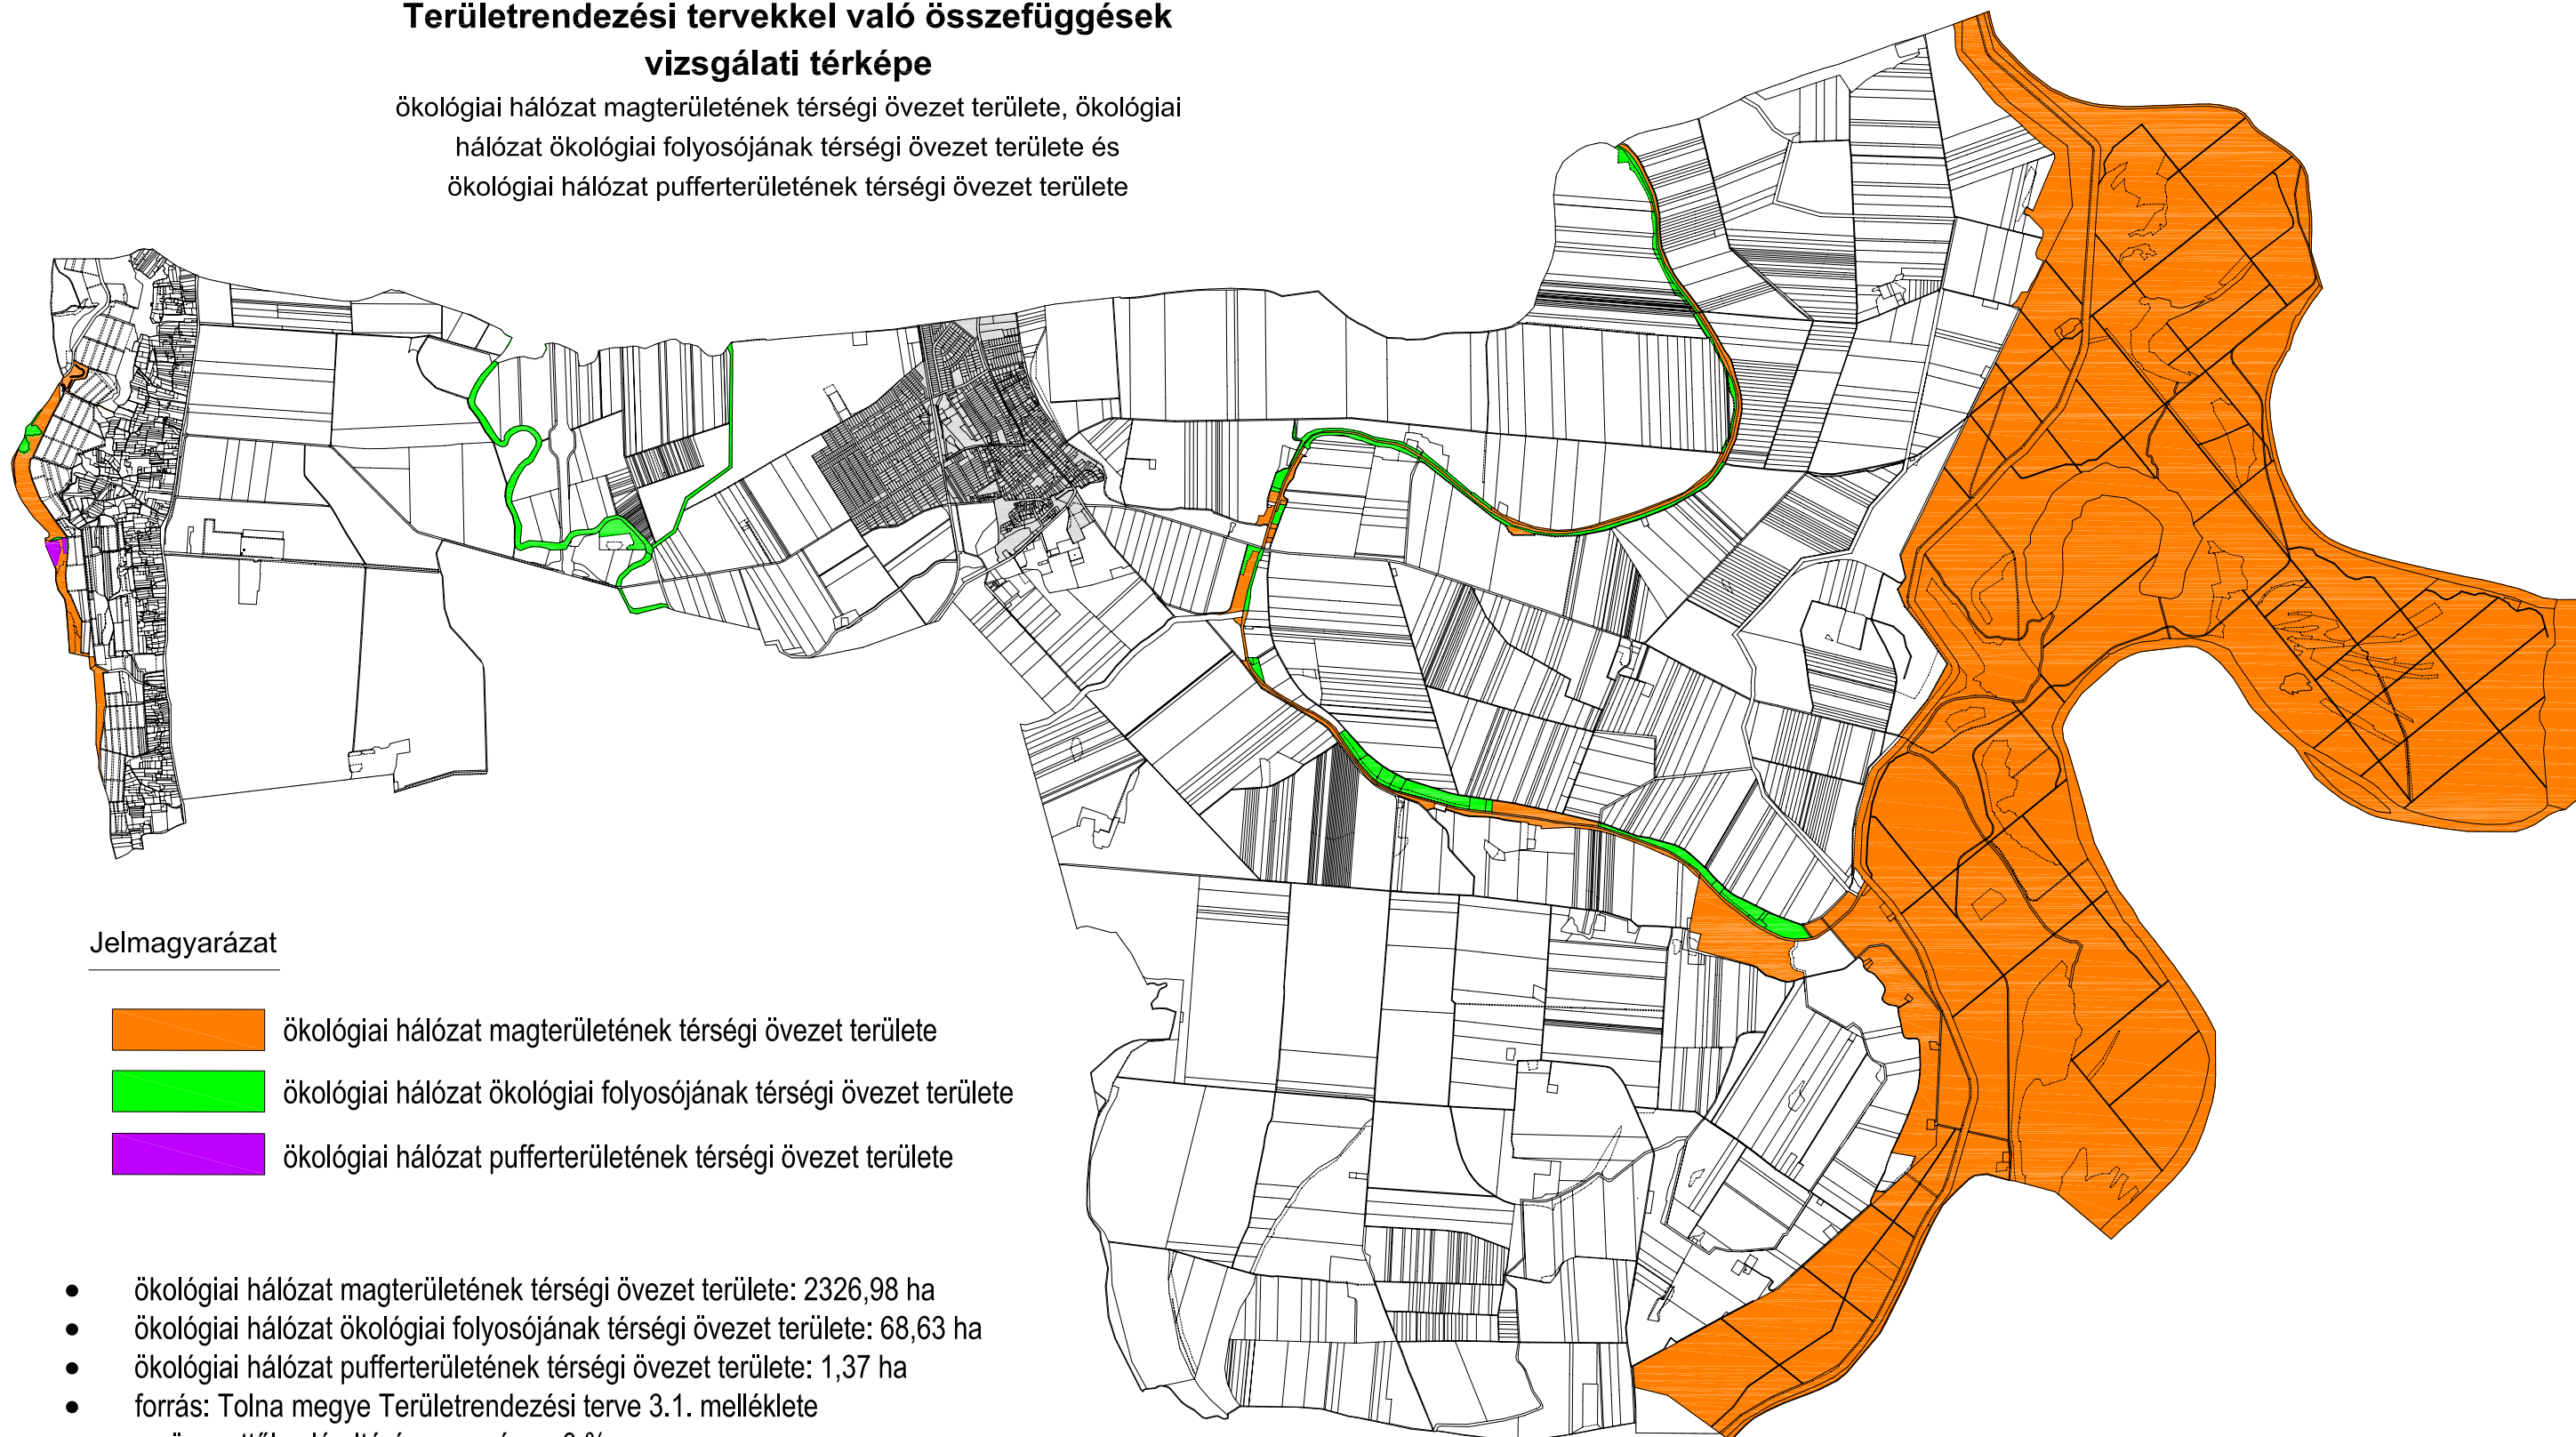 Területrendezési tervekkel való összefüggések
vizsgálati térképe
ökológiai hálózat magterületének térségi övezet területe, ökológiai
hálózat ökológiai folyosójának térségi övezet területe és
ökológiai hálózat pufferterületének térségi övezet területe
Jelmagyarázat
ökológiai hálózat magterületének térségi övezet területe
ökológiai hálózat ökológiai folyosójának térségi övezet területe
ökológiai hálózat pufferterületének térségi övezet területe
● ökológiai hálózat magterületének térségi övezet területe: 2326,98 ha
● ökológiai hálózat ökológiai folyosójának térségi övezet területe: 68,63 ha
● ökológiai hálózat pufferterületének térségi övezet területe: 1,37 ha
● forrás: Tolna megye Területrendezési terve 3.1. melléklete